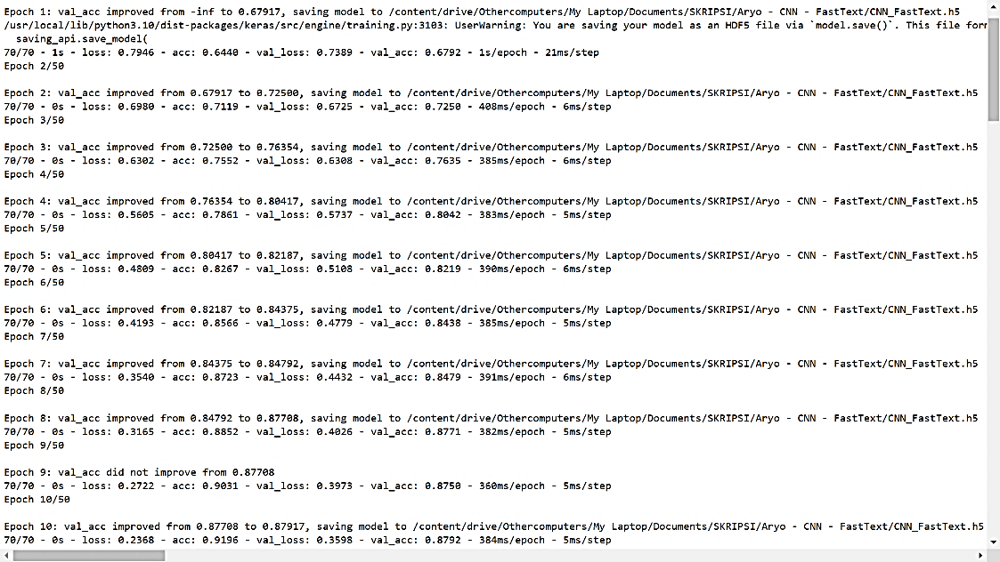 Epoch 1: val_acc improved from -inf to 0.67917, saving model to /content/drive/Othercomputers/My Laptop/Documents/SKRIPSI/Aryo - CNN - FastText/CNN_FastText.h5
/usr/local/lib/python3.10/dist-packages/keras/src/engine/training.py:3103: UserWarning: You are saving your model as an HDF5 file via `model.save()`. This file for
saving_api.save_model(
70/70 - 1s - loss: 0.7946 - acc: 0.6440 - val_loss: 0.7389 - val_acc: 0.6792 - 1s/epoch - 21ms/step
Epoch 2/50
Epoch 2: val_acc improved from 0.67917 to 0.72500, saving model to /content/drive/Othercomputers/My Laptop/Documents/SKRIPSI/Aryo - CNN - FastText/CNN_FastText.h5
70/70 - 0s - loss: 0.6980 - acc: 0.7119 - val_loss: 0.6725 - val_acc: 0.7250 - 408ms/epoch - 6ms/step
Epoch 3/50
Epoch 3: val_acc improved from 0.72500 to 0.76354, saving model to /content/drive/Othercomputers/My Laptop/Documents/SKRIPSI/Aryo - CNN - FastText/CNN_FastText.h5
70/70 - 0s - loss: 0.6302 - acc: 0.7552 - val_loss: 0.6308 - val_acc: 0.7635 - 385ms/epoch - 6ms/step
Epoch 4/50
Epoch 4: val_acc improved from 0.76354 to 0.80417, saving model to /content/drive/Othercomputers/My Laptop/Documents/SKRIPSI/Aryo - CNN - FastText/CNN_FastText.h5
70/70 - 0s - loss: 0.5605 - acc: 0.7861 - val_loss: 0.5737 - val_acc: 0.8042 - 383ms/epoch - 5ms/step
Epoch 5/50
Epoch 5: val_acc improved from 0.80417 to 0.82187, saving model to /content/drive/Othercomputers/My Laptop/Documents/SKRIPSI/Aryo - CNN - FastText/CNN_FastText.h5
70/70 - 0s - loss: 0.4809 - acc: 0.8267 - val_loss: 0.5108 - val_acc: 0.8219 - 390ms/epoch - 6ms/step
Epoch 6/50
Epoch 6: val_acc improved from 0.82187 to 0.84375, saving model to /content/drive/Othercomputers/My Laptop/Documents/SKRIPSI/Aryo - CNN - FastText/CNN_FastText.h5
70/70 - 0s - loss: 0.4193 - acc: 0.8566 - val_loss: 0.4779 - val_acc: 0.8438 - 385ms/epoch - 5ms/step
Epoch 7/50
Epoch 7: val_acc improved from 0.84375 to 0.84792, saving model to /content/drive/Othercomputers/My Laptop/Documents/SKRIPSI/Aryo - CNN - FastText/CNN_FastText.h5
70/70 - 0s - loss: 0.3540 - acc: 0.8723 - val_loss: 0.4432 - val_acc: 0.8479 - 391ms/epoch - 6ms/step
Epoch 8/50
Epoch 8: val_acc improved from 0.84792 to 0.87708, saving model to /content/drive/Othercomputers/My Laptop/Documents/SKRIPSI/Aryo - CNN - FastText/CNN_FastText.h5
70/70 - 0s - loss: 0.3165 - acc: 0.8852 - val_loss: 0.4026 - val_acc: 0.8771 - 382ms/epoch - 5ms/step
Epoch 9/50
Epoch 9: val_acc did not improve from 0.87708
70/70 - 0s - loss: 0.2722 - acc: 0.9031 - val_loss: 0.3973 - val_acc: 0.8750 - 360ms/epoch - 5ms/step
Epoch 10/50
Epoch 10: val_acc improved from 0.87708 to 0.87917, saving model to /content/drive/Othercomputers/My Laptop/Documents/SKRIPSI/Aryo - CNN - FastText/CNN_FastText.h5
70/70 - 0s - loss: 0.2368 - acc: 0.9196 - val_loss: 0.3598 - val_acc: 0.8792 - 384ms/epoch - 5ms/step